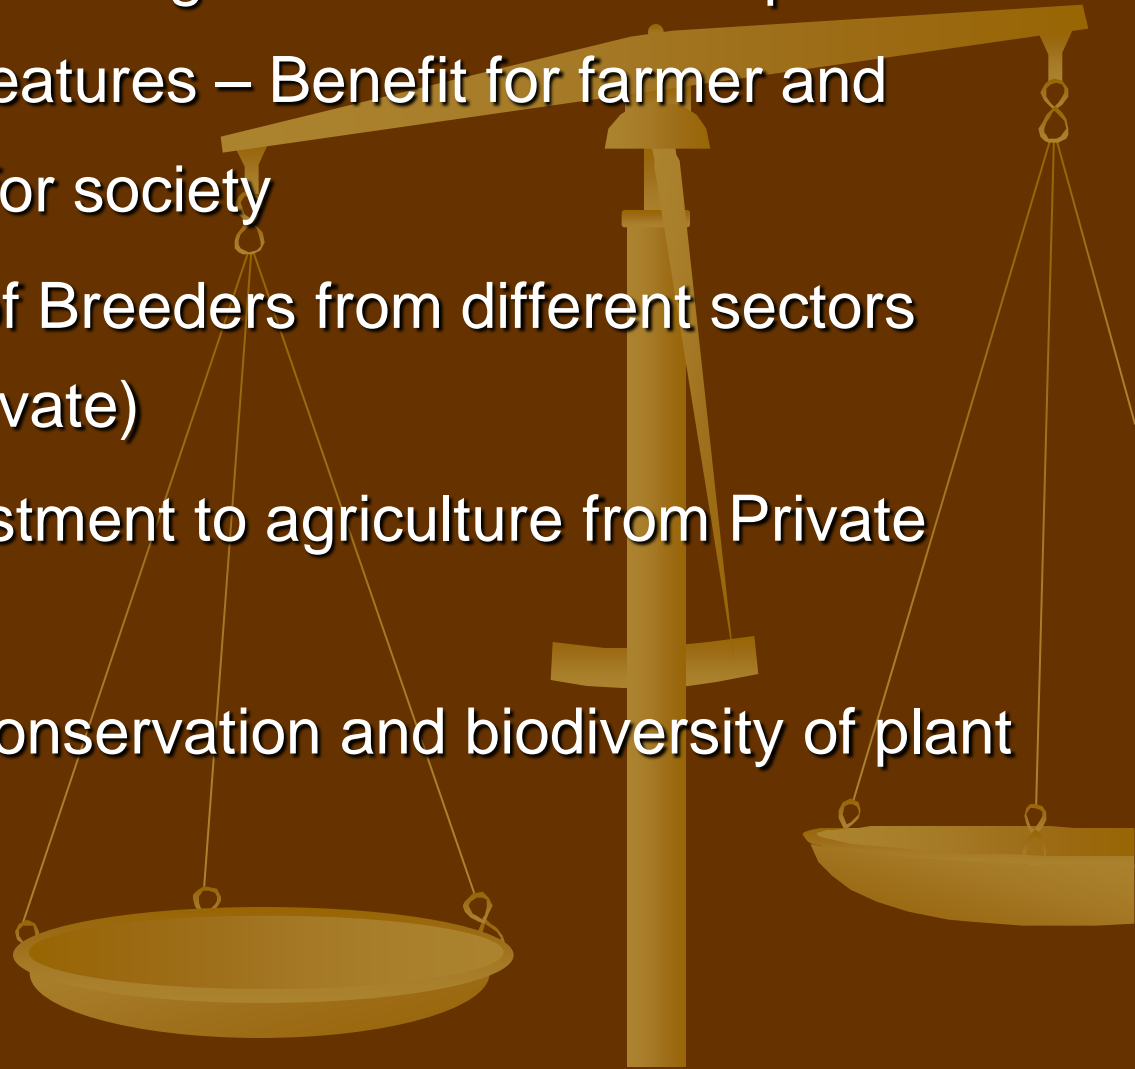 eatures – Benefit for farmer and
or society
f Breeders from different sectors
vate)
stment to agriculture from Private
onservation and biodiversity of plant